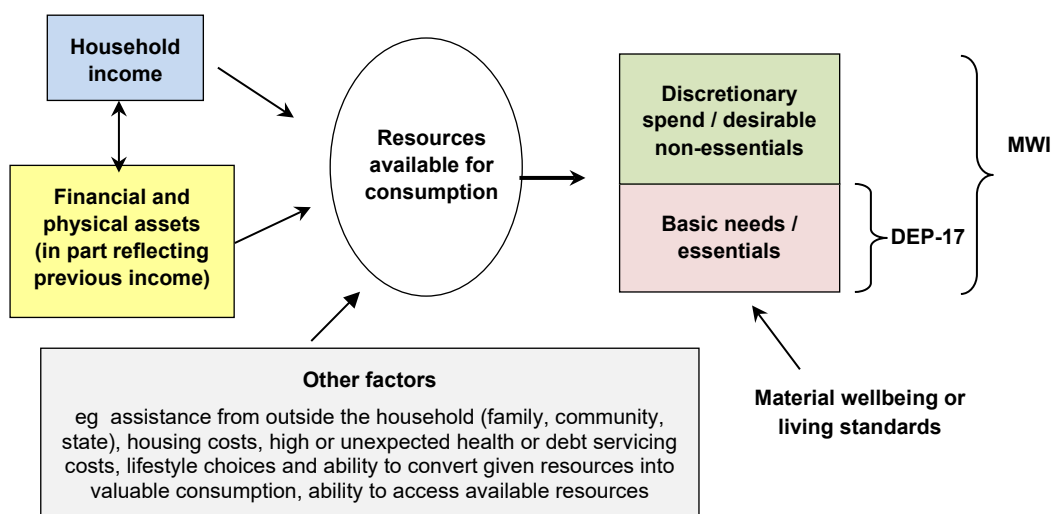 Household
income
Financial and
physical assets
(in part reflecting
previous income)
Resources
available for
consumption
Discretionary
spend / desirable
non-essentials
Basic needs /
essentials
DEP-17
MWI
Material wellbeing or
living standards
Other factors
eg assistance from outside the household (family, community,
state), housing costs, high or unexpected health or debt servicing
costs, lifestyle choices and ability to convert given resources into
valuable consumption, ability to access available resources